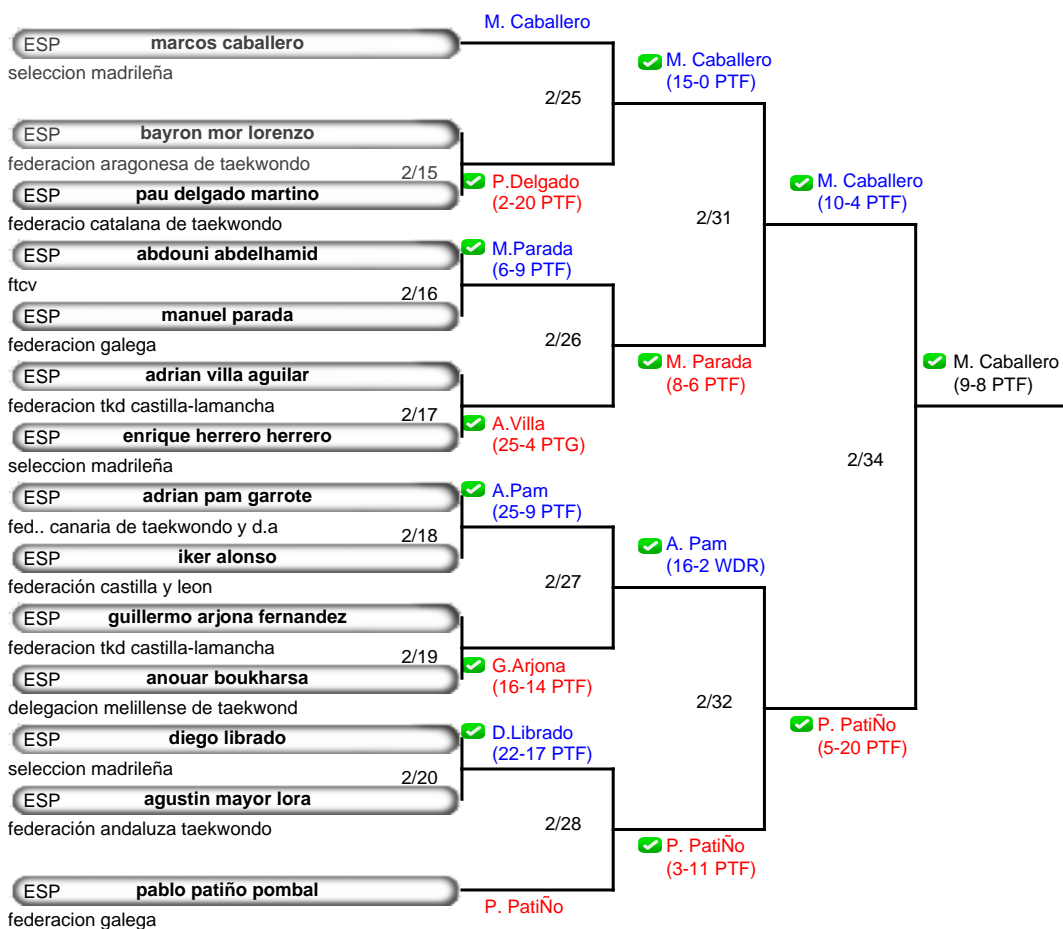 M. Caballero
ESP marcos caballero
seleccion madrileña
M. Caballero
(15-0 PTF)
2/25
ESP bayron mor lorenzo
federacion aragonesa de taekwondo
2/15
P.Delgado
(2-20 PTF)
ESP pau delgado martino
federacio catalana de taekwondo
M. Caballero
(10-4 PTF)
2/31
ESP abdouni abdelhamid
ftcv
M.Parada
(6-9 PTF)
2/16
ESP manuel parada
federacion galega
2/26
M. Parada
(8-6 PTF)
ESP adrian villa aguilar
federacion tkd castilla-lamancha
2/17
A.Villa
(25-4 PTG)
ESP enrique herrero herrero
seleccion madrileña
M. Caballero
(9-8 PTF)
2/34
ESP adrian pam garrote
fed.. canaria de taekwondo y d.a
A.Pam
(25-9 PTF)
2/18
ESP iker alonso
federación castilla y leon
A. Pam
(16-2 WDR)
2/27
ESP guillermo arjona fernandez
federacion tkd castilla-lamancha
2/19
G.Arjona
(16-14 PTF)
ESP anouar boukharsa
delegacion melillense de taekwond
2/32
P. PatiÑo
(5-20 PTF)
ESP diego librado
seleccion madrileña
D.Librado
(22-17 PTF)
2/20
ESP agustin mayor lora
federación andaluza taekwondo
2/28
P. PatiÑo
(3-11 PTF)
ESP pablo patiño pombal
federacion galega
P. PatiÑo